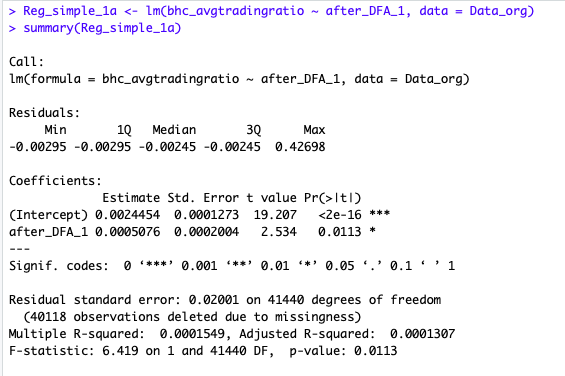 > Reg_simple_1a <- lm(bhc_avgtradingratio ~ after_DFA_1, data = Data_org)
> summary(Reg_simple_1a)
Call:
lm(formula = bhc_avgtradingratio ~ after_DFA_1, data = Data_org)
Residuals:
     Min       1Q   Median       3Q      Max
-0.00295 -0.00295 -0.00245 -0.00245  0.42698
Coefficients:
             Estimate Std. Error t value Pr(>|t|)
(Intercept) 0.0024454  0.0001273  19.207   <2e-16 ***
after_DFA_1 0.0005076  0.0002004   2.534   0.0113 *
---
Signif. codes:  0 ‘***’ 0.001 ‘**’ 0.01 ‘*’ 0.05 ‘.’ 0.1 ‘ ’ 1
Residual standard error: 0.02001 on 41440 degrees of freedom
  (40118 observations deleted due to missingness)
Multiple R-squared:  0.0001549, Adjusted R-squared:  0.0001307
F-statistic: 6.419 on 1 and 41440 DF,  p-value: 0.0113